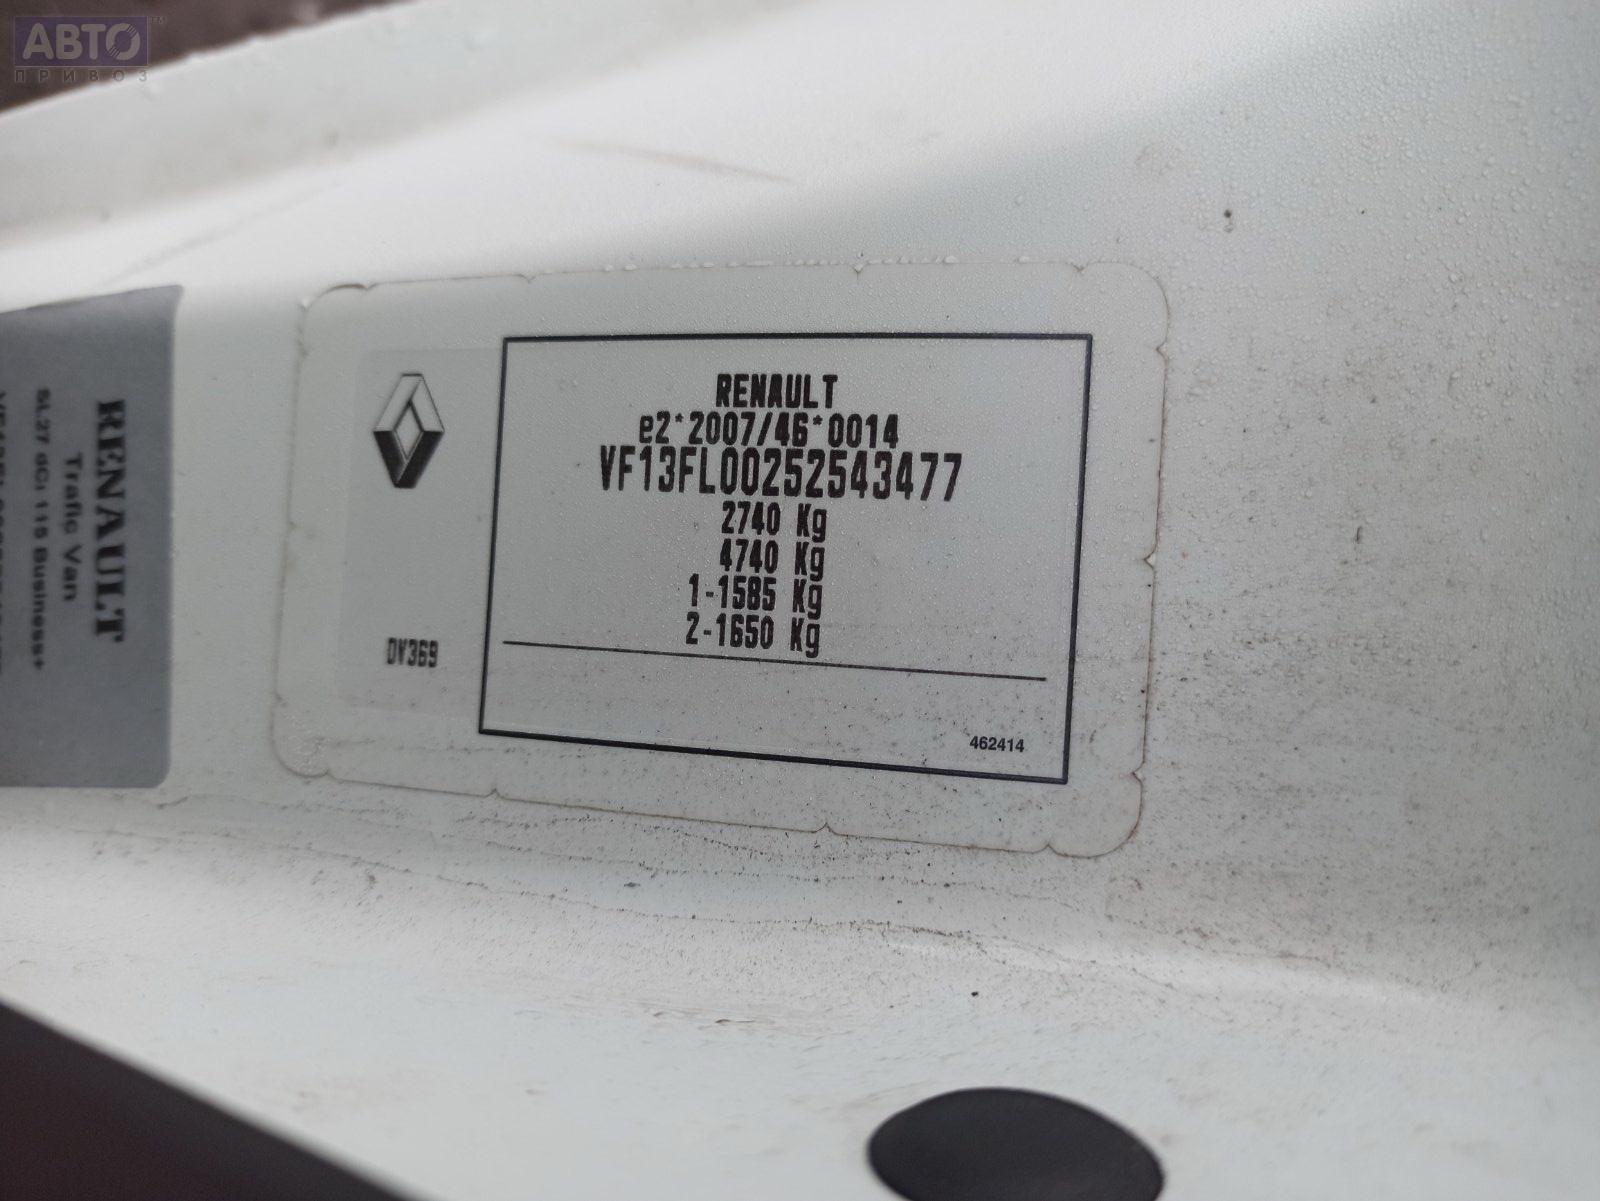 АВТО
ПРИВОЗ
RENAULT
Trafic Van
SL27 dCi 115 Business+
RENAULT
e2*2007/46*0014
VF13FL00252543477
2740 Kg
4740 Kg
1-1585 Kg
2-1650 Kg
DV369
462414